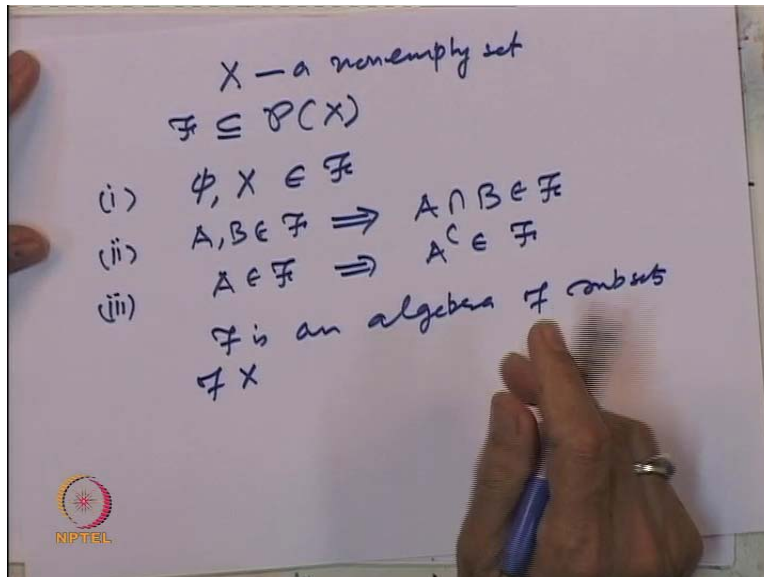 X – a nonempty set
ℱ ⊆ 𝒫(X)
(i) φ, X ∈ ℱ
(ii) A, B ∈ ℱ ⟹ A ∩ B ∈ ℱ
(iii) A ∈ ℱ ⟹ A^C ∈ ℱ
ℱ is an algebra of subsets
of X
NPTEL